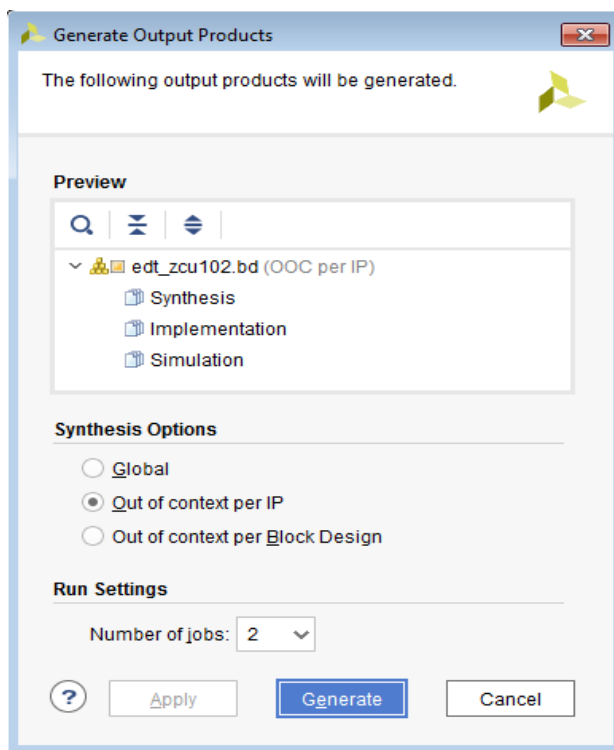 Generate Output Products
The following output products will be generated.
Preview
edt_zcu102.bd (OOC per IP)
Synthesis
Implementation
Simulation
Synthesis Options
Global
Out of context per IP
Out of context per Block Design
Run Settings
Number of jobs: 2
? Apply Generate Cancel